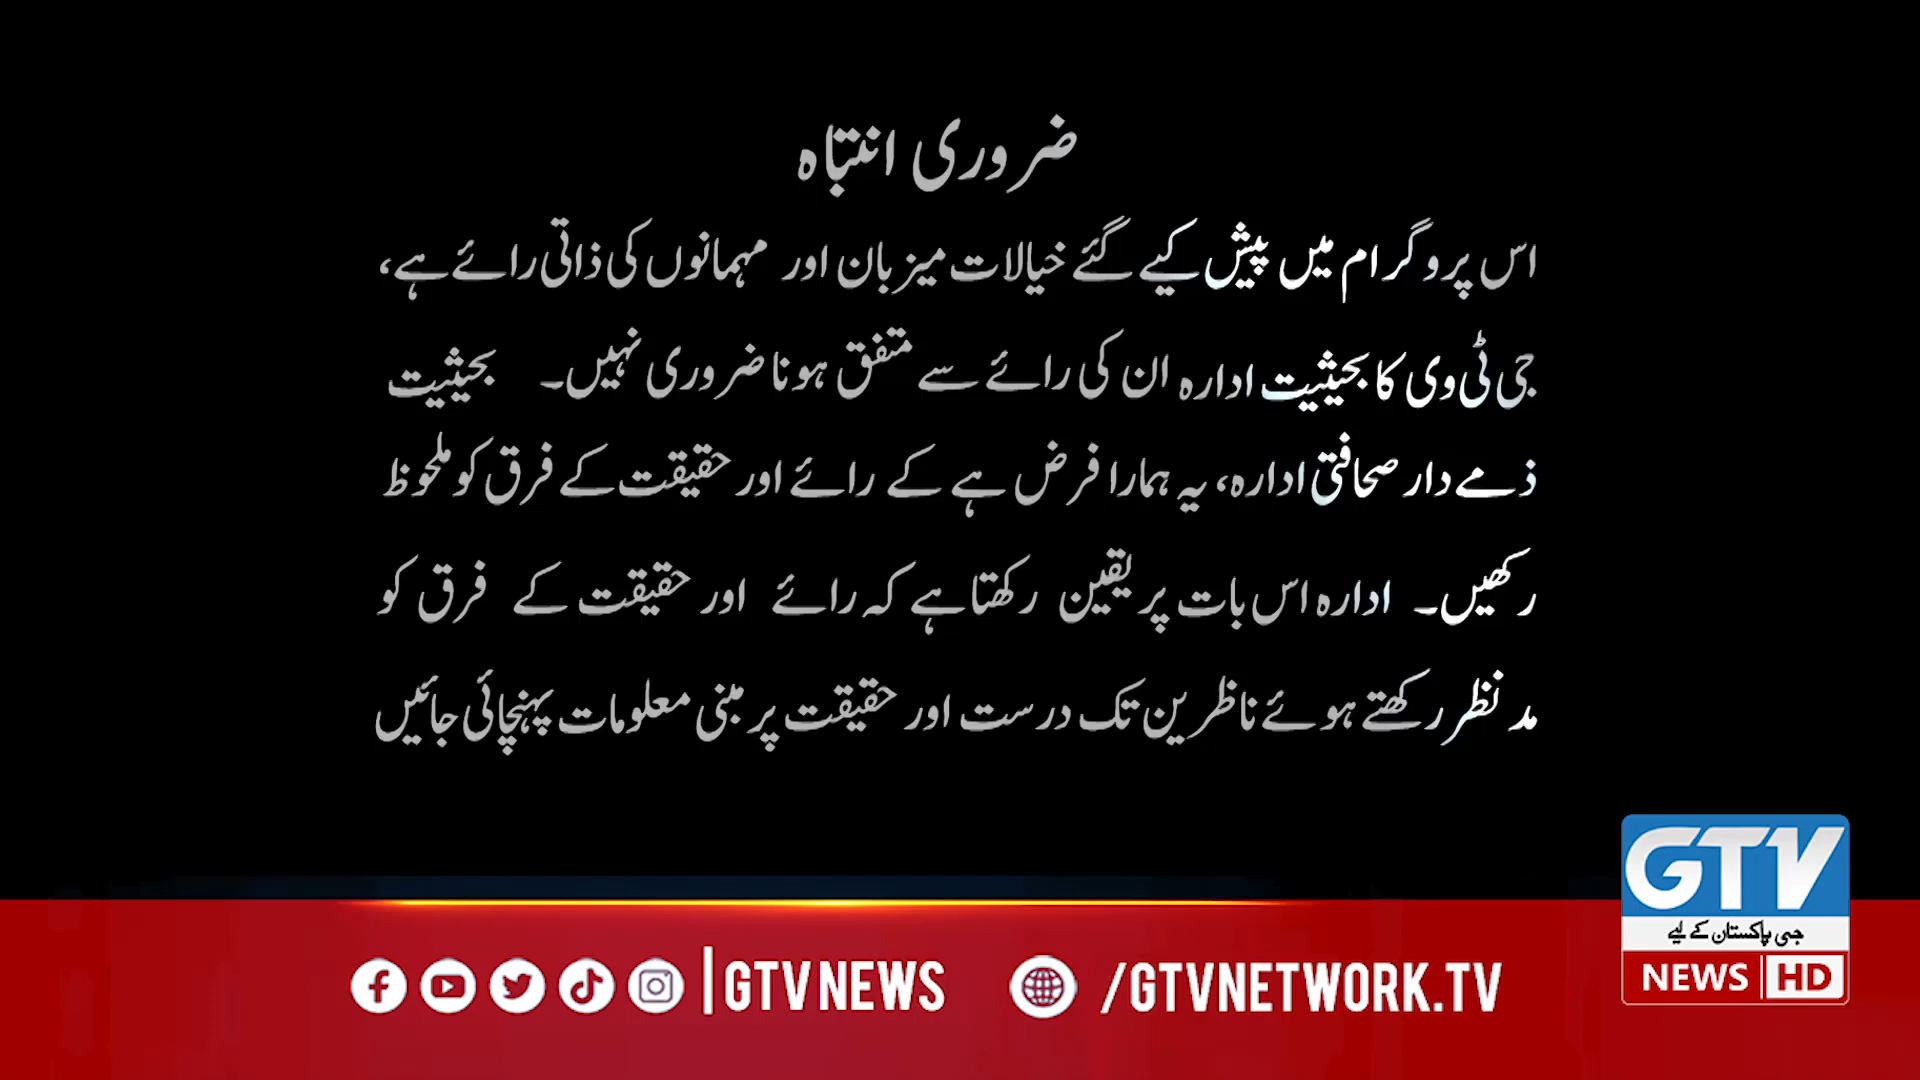 ضروری انتباہ
اس پروگرام میں پیش کیے گئے خیالات میزبان اور مہمانوں کی ذاتی رائے ہے،
جی ٹی وی کا بحیثیت ادارہ ان کی رائے سے متفق ہونا ضروری نہیں۔ بحیثیت
ذمے دار صحافتی ادارہ، یہ ہمارا فرض ہے کے رائے اور حقیقت کے فرق کو ملحوظ
رکھیں۔ ادارہ اس بات پر یقین رکھتا ہے کہ رائے اور حقیقت کے فرق کو
مد نظر رکھتے ہوئے ناظرین تک درست اور حقیقت پر مبنی معلومات پہنچائی جائیں
GTV
جی پاکستان کے لیے
NEWS HD
GTV NEWS
/GTVNETWORK.TV